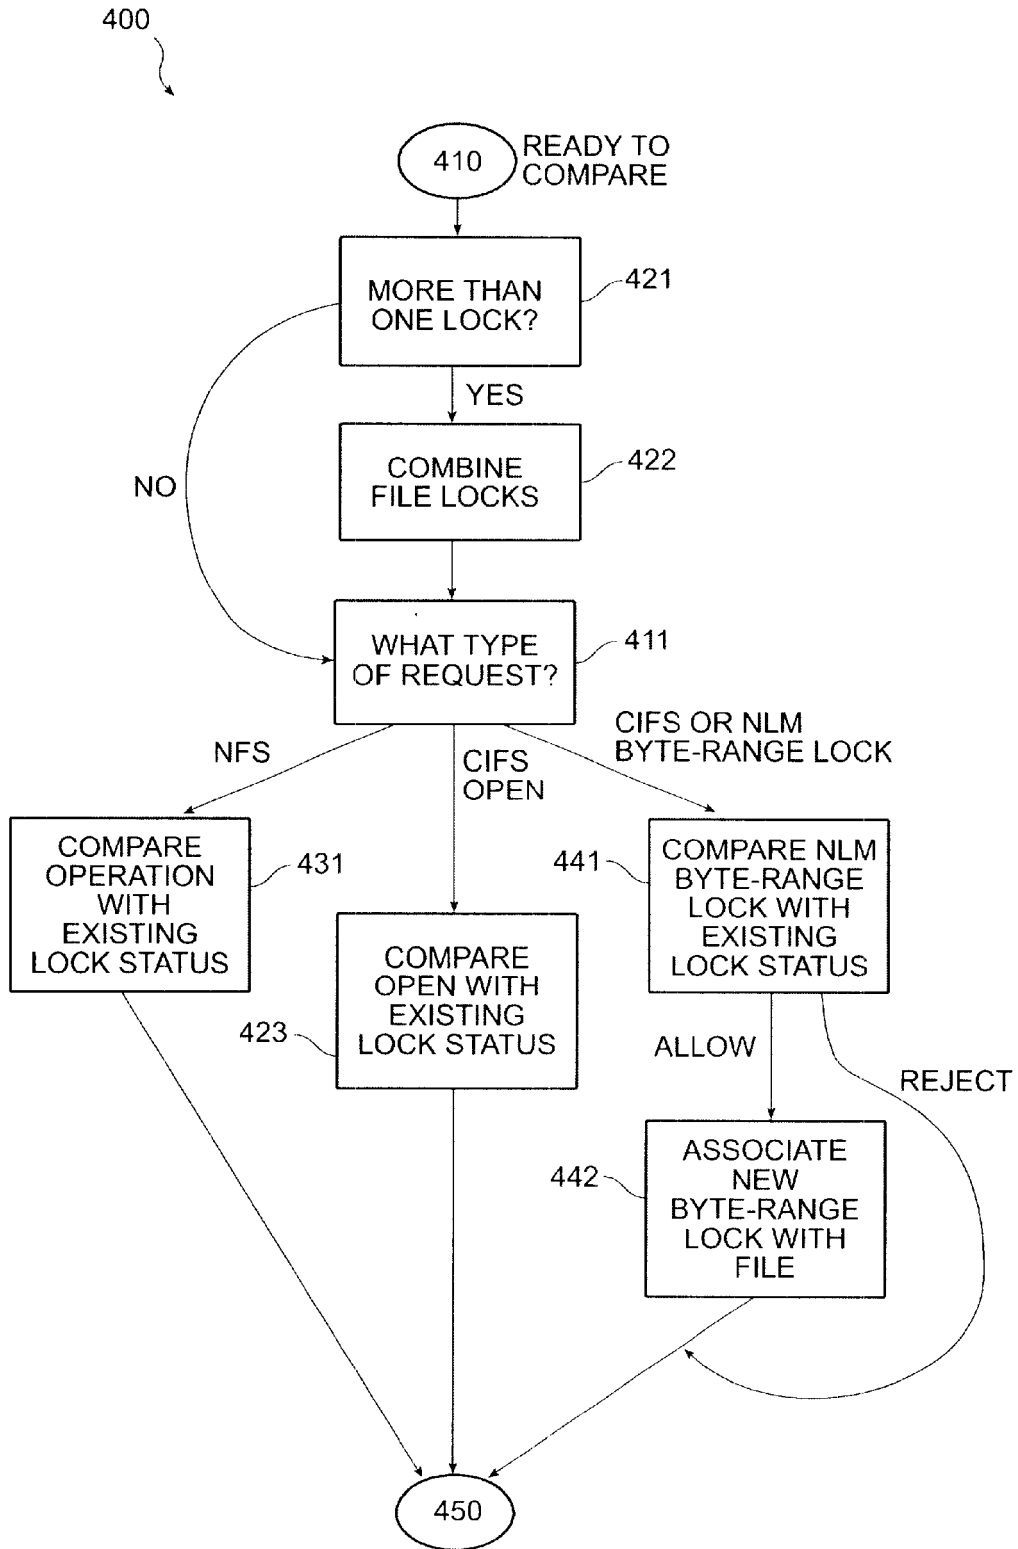 400
410
READY TO
COMPARE
MORE THAN
ONE LOCK?
421
YES
NO
COMBINE
FILE LOCKS
422
WHAT TYPE
OF REQUEST?
411
NFS
CIFS
OPEN
CIFS OR NLM
BYTE-RANGE LOCK
COMPARE
OPERATION
WITH
EXISTING
LOCK STATUS
431
COMPARE
OPEN WITH
EXISTING
LOCK STATUS
423
441
COMPARE NLM
BYTE-RANGE
LOCK WITH
EXISTING
LOCK STATUS
ALLOW
REJECT
442
ASSOCIATE
NEW
BYTE-RANGE
LOCK WITH
FILE
450